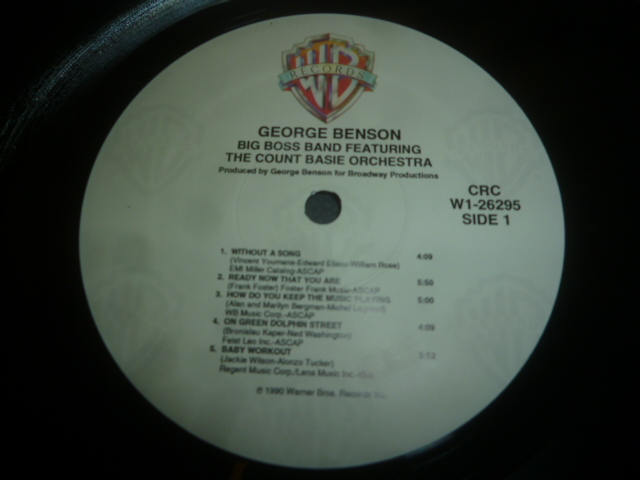 WB
RECORDS
GEORGE BENSON
BIG BOSS BAND FEATURING
THE COUNT BASIE ORCHESTRA
Produced by George Benson for Broadway Productions
CRC
W1-26295
SIDE 1
1. WITHOUT A SONG 4:09
(Vincent Youmans-Edward Eliscu-William Rose)
EMI Miller Catalog-ASCAP
2. READY NOW THAT YOU ARE 5:50
(Frank Foster) Foster Frank Music-ASCAP
3. HOW DO YOU KEEP THE MUSIC PLAYING 5:00
(Alan and Marilyn Bergman-Michel Legrand)
WB Music Corp.-ASCAP
4. ON GREEN DOLPHIN STREET 4:09
(Bronislau Kaper-Ned Washington)
Feist Leo Inc.-ASCAP
5. BABY WORKOUT 5:12
(Jackie Wilson-Alonzo Tucker)
Regent Music Corp./Lena Music Inc.
℗ 1990 Warner Bros. Records Inc.